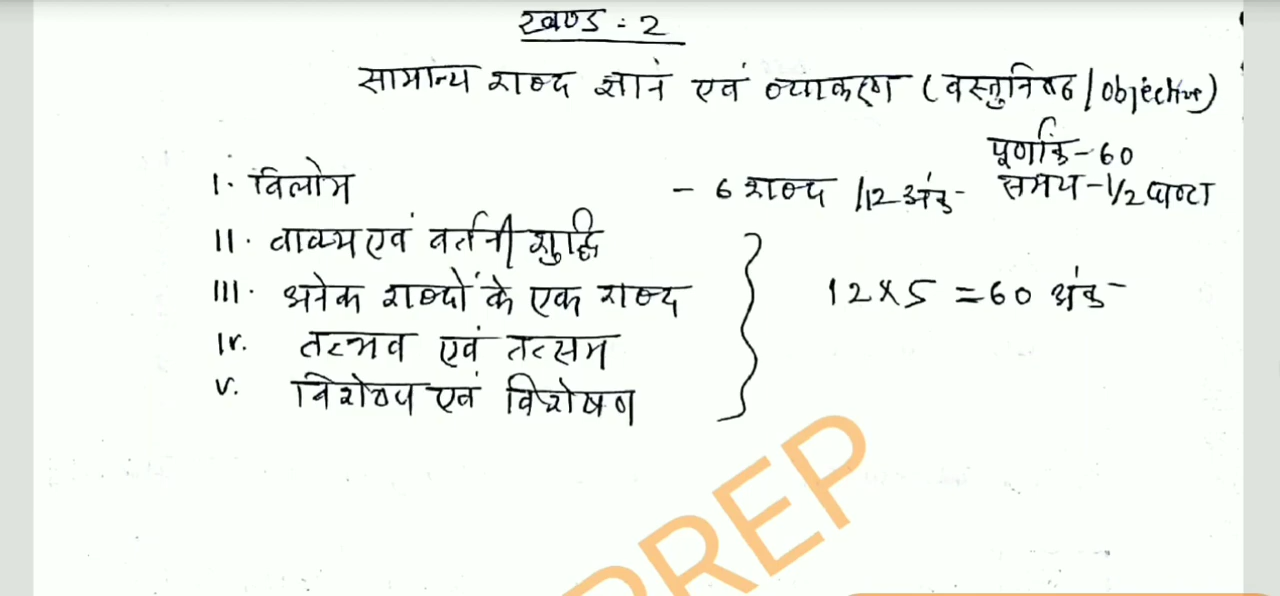 खण्ड : 2
सामान्य शब्द ज्ञान एवं व्याकरण (वस्तुनिष्ठ / objective)
पूर्णांक - 60
I. विलोम - 6 शब्द / 12 अंक समय - 1/2 घण्टा
II. वाक्य एवं वर्तनी शुद्धि
III. अनेक शब्दों के एक शब्द 12 x 5 = 60 अंक
IV. तद्भव एवं तत्सम
V. विशेष्य एवं विशेषण
PREP